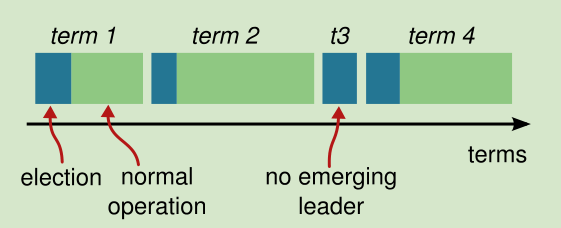 term 1
term 2
t3
term 4
terms
election
normal
operation
no emerging
leader